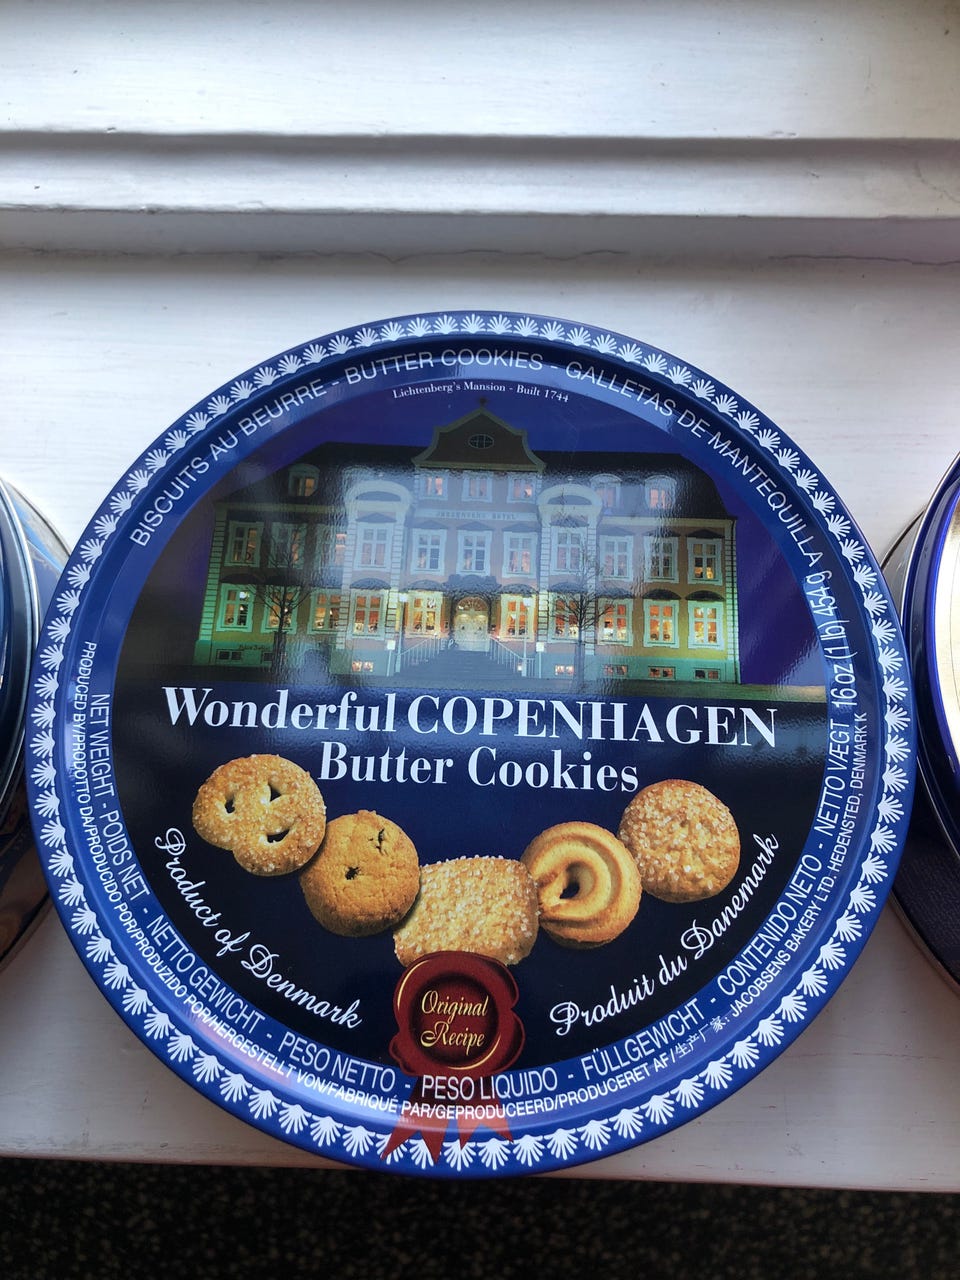 BISCUITS AU BEURRE - BUTTER COOKIES - GALLETAS DE MANTEQUILLA
Lichtenberg's Mansion - Built 1744
JØRGENSENS HOTEL
Wonderful COPENHAGEN
Butter Cookies
Product of Denmark
Produit du Danemark
Original
Recipe
NET WEIGHT - POIDS NET - NETTO GEWICHT - PESO NETTO - PESO LIQUIDO - FÜLLGEWICHT - CONTENIDO NETO - NETTO VÆGT 16 oz (1 lb) 454 g
PRODUCED BY/PRODOTTO DA/PRODUCIDO POR/PRODUZIDO POR/HERGESTELLT VON/FABRIQUÉ PAR/GEPRODUCEERD/PRODUCERET AF/生产厂家: JACOBSENS BAKERY LTD. HEDENSTED, DENMARK